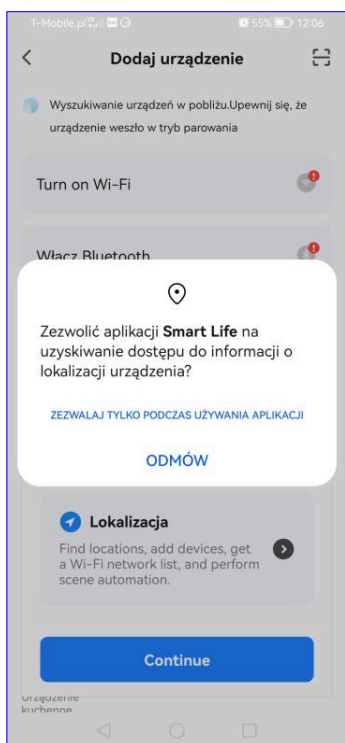 T-Mobile.pl 55% 12:06
Dodaj urządzenie
Wyszukiwanie urządzeń w pobliżu.Upewnij się, że
urządzenie weszło w tryb parowania
Turn on Wi-Fi
Włącz Bluetooth
Zezwolić aplikacji Smart Life na
uzyskiwanie dostępu do informacji o
lokalizacji urządzenia?
ZEZWALAJ TYLKO PODCZAS UŻYWANIA APLIKACJI
ODMÓW
Lokalizacja
Find locations, add devices, get
a Wi-Fi network list, and perform
scene automation.
Continue
Urządzenie
kuchenne